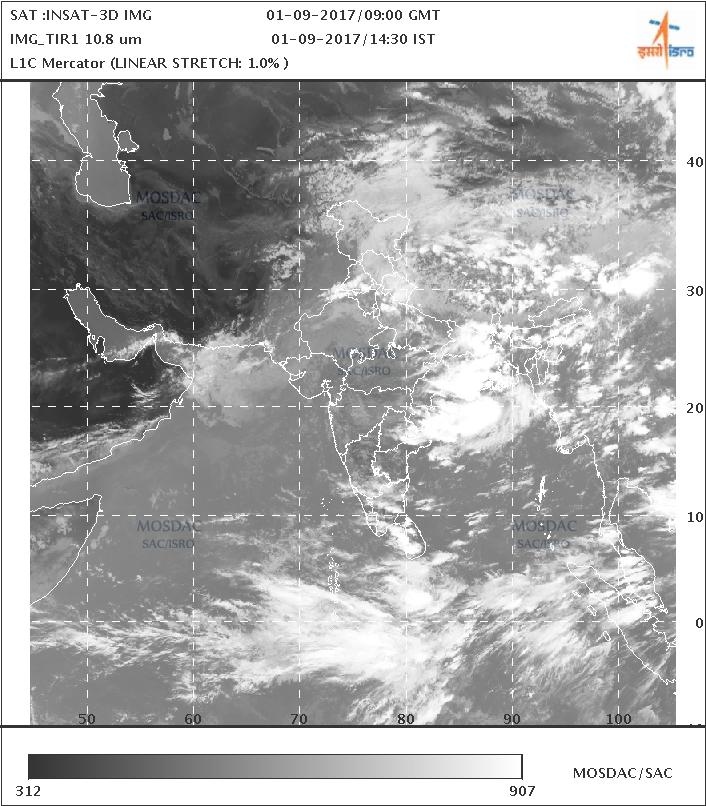 SAT :INSAT-3D IMG 01-09-2017/09:00 GMT
IMG_TIR1 10.8 um 01-09-2017/14:30 IST
L1C Mercator (LINEAR STRETCH: 1.0% )
इसरो isro
40
MOSDAC MOSDAC
SAC/ISRO SAC/ISRO
30
MOSDAC
SAC/ISRO
20
10
MOSDAC MOSDAC
SAC/ISRO SAC/ISRO
0
50 60 70 80 90 100
312 907
MOSDAC/SAC